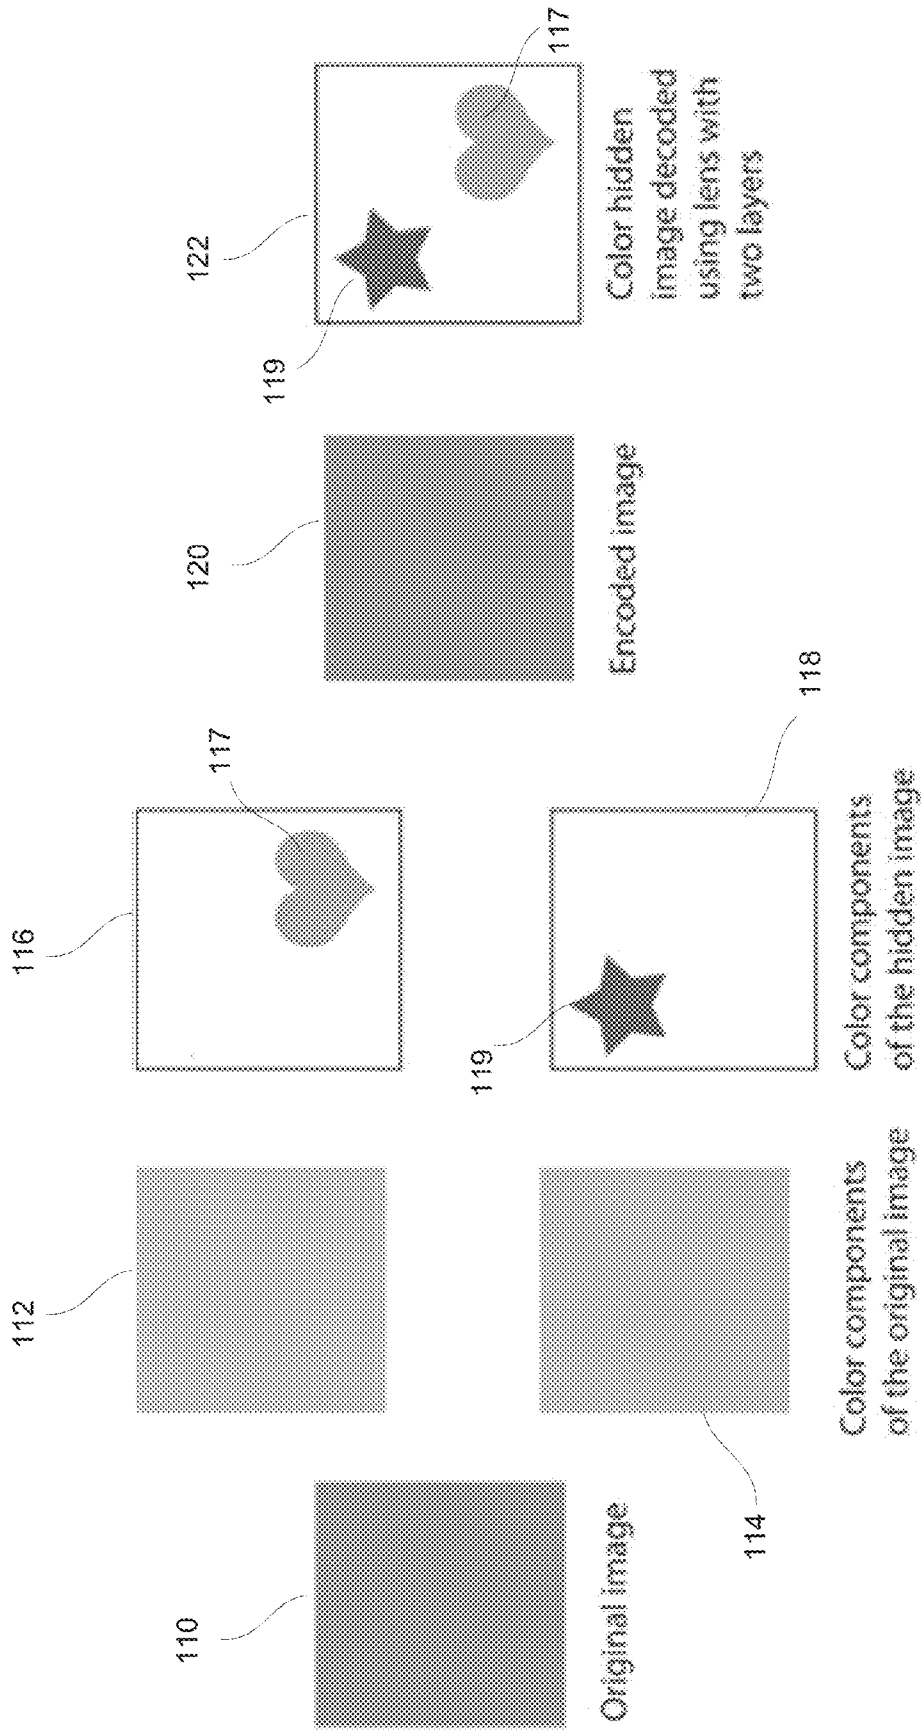 110
Original image
112
114
Color components
of the original image
116
117
119
118
Color components
of the hidden image
120
Encoded image
122
119
117
Color hidden
image decoded
using lens with
two layers